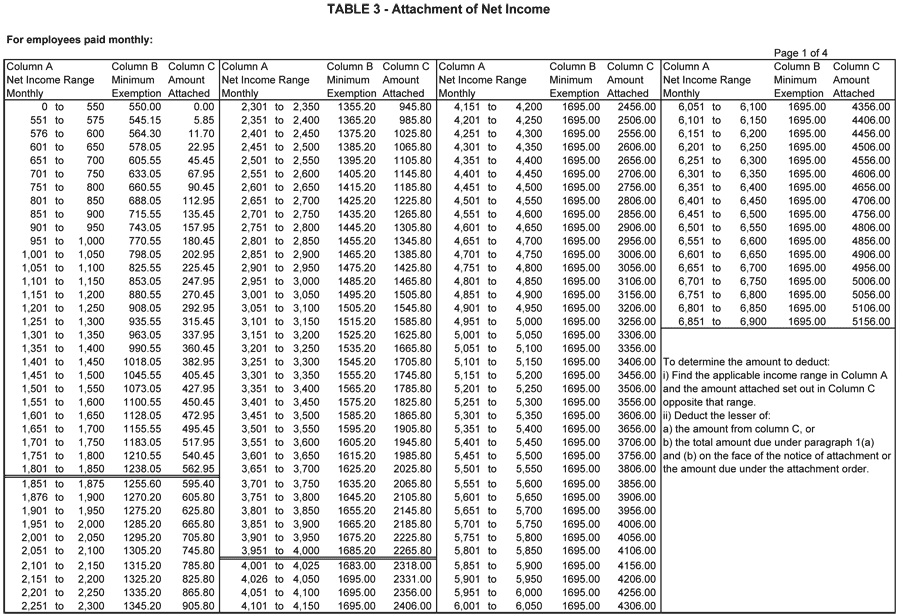 TABLE 3 - Attachment of Net Income
For employees paid monthly:
Page 1 of 4
Column A Column B Column C Column A Column B Column C Column A Column B Column C Column A Column B Column C
Net Income Range Minimum Amount Net Income Range Minimum Amount Net Income Range Minimum Amount Net Income Range Minimum Amount
Monthly Exemption Attached Monthly Exemption Attached Monthly Exemption Attached Monthly Exemption Attached
0 to 550 550.00 0.00 2,301 to 2,350 1355.20 945.80 4,151 to 4,200 1695.00 2456.00 6,051 to 6,100 1695.00 4356.00
551 to 575 545.15 5.85 2,351 to 2,400 1365.20 985.80 4,201 to 4,250 1695.00 2506.00 6,101 to 6,150 1695.00 4406.00
576 to 600 564.30 11.70 2,401 to 2,450 1375.20 1025.80 4,251 to 4,300 1695.00 2556.00 6,151 to 6,200 1695.00 4456.00
601 to 650 578.05 22.95 2,451 to 2,500 1385.20 1065.80 4,301 to 4,350 1695.00 2606.00 6,201 to 6,250 1695.00 4506.00
651 to 700 605.55 45.45 2,501 to 2,550 1395.20 1105.80 4,351 to 4,400 1695.00 2656.00 6,251 to 6,300 1695.00 4556.00
701 to 750 633.05 67.95 2,551 to 2,600 1405.20 1145.80 4,401 to 4,450 1695.00 2706.00 6,301 to 6,350 1695.00 4606.00
751 to 800 660.55 90.45 2,601 to 2,650 1415.20 1185.80 4,451 to 4,500 1695.00 2756.00 6,351 to 6,400 1695.00 4656.00
801 to 850 688.05 112.95 2,651 to 2,700 1425.20 1225.80 4,501 to 4,550 1695.00 2806.00 6,401 to 6,450 1695.00 4706.00
851 to 900 715.55 135.45 2,701 to 2,750 1435.20 1265.80 4,551 to 4,600 1695.00 2856.00 6,451 to 6,500 1695.00 4756.00
901 to 950 743.05 157.95 2,751 to 2,800 1445.20 1305.80 4,601 to 4,650 1695.00 2906.00 6,501 to 6,550 1695.00 4806.00
951 to 1,000 770.55 180.45 2,801 to 2,850 1455.20 1345.80 4,651 to 4,700 1695.00 2956.00 6,551 to 6,600 1695.00 4856.00
1,001 to 1,050 798.05 202.95 2,851 to 2,900 1465.20 1385.80 4,701 to 4,750 1695.00 3006.00 6,601 to 6,650 1695.00 4906.00
1,051 to 1,100 825.55 225.45 2,901 to 2,950 1475.20 1425.80 4,751 to 4,800 1695.00 3056.00 6,651 to 6,700 1695.00 4956.00
1,101 to 1,150 853.05 247.95 2,951 to 3,000 1485.20 1465.80 4,801 to 4,850 1695.00 3106.00 6,701 to 6,750 1695.00 5006.00
1,151 to 1,200 880.55 270.45 3,001 to 3,050 1495.20 1505.80 4,851 to 4,900 1695.00 3156.00 6,751 to 6,800 1695.00 5056.00
1,201 to 1,250 908.05 292.95 3,051 to 3,100 1505.20 1545.80 4,901 to 4,950 1695.00 3206.00 6,801 to 6,850 1695.00 5106.00
1,251 to 1,300 935.55 315.45 3,101 to 3,150 1515.20 1585.80 4,951 to 5,000 1695.00 3256.00 6,851 to 6,900 1695.00 5156.00
1,301 to 1,350 963.05 337.95 3,151 to 3,200 1525.20 1625.80 5,001 to 5,050 1695.00 3306.00
1,351 to 1,400 990.55 360.45 3,201 to 3,250 1535.20 1665.80 5,051 to 5,100 1695.00 3356.00
1,401 to 1,450 1018.05 382.95 3,251 to 3,300 1545.20 1705.80 5,101 to 5,150 1695.00 3406.00 To determine the amount to deduct:
1,451 to 1,500 1045.55 405.45 3,301 to 3,350 1555.20 1745.80 5,151 to 5,200 1695.00 3456.00 i) Find the applicable income range in Column A
1,501 to 1,550 1073.05 427.95 3,351 to 3,400 1565.20 1785.80 5,201 to 5,250 1695.00 3506.00 and the amount attached set out in Column C
1,551 to 1,600 1100.55 450.45 3,401 to 3,450 1575.20 1825.80 5,251 to 5,300 1695.00 3556.00 opposite that range.
1,601 to 1,650 1128.05 472.95 3,451 to 3,500 1585.20 1865.80 5,301 to 5,350 1695.00 3606.00 ii) Deduct the lesser of:
1,651 to 1,700 1155.55 495.45 3,501 to 3,550 1595.20 1905.80 5,351 to 5,400 1695.00 3656.00 a) the amount from column C, or
1,701 to 1,750 1183.05 517.95 3,551 to 3,600 1605.20 1945.80 5,401 to 5,450 1695.00 3706.00 b) the total amount due under paragraph 1(a)
1,751 to 1,800 1210.55 540.45 3,601 to 3,650 1615.20 1985.80 5,451 to 5,500 1695.00 3756.00 and (b) on the face of the notice of attachment or
1,801 to 1,850 1238.05 562.95 3,651 to 3,700 1625.20 2025.80 5,501 to 5,550 1695.00 3806.00 the amount due under the attachment order.
1,851 to 1,875 1255.60 595.40 3,701 to 3,750 1635.20 2065.80 5,551 to 5,600 1695.00 3856.00
1,876 to 1,900 1270.20 605.80 3,751 to 3,800 1645.20 2105.80 5,601 to 5,650 1695.00 3906.00
1,901 to 1,950 1275.20 625.80 3,801 to 3,850 1655.20 2145.80 5,651 to 5,700 1695.00 3956.00
1,951 to 2,000 1285.20 665.80 3,851 to 3,900 1665.20 2185.80 5,701 to 5,750 1695.00 4006.00
2,001 to 2,050 1295.20 705.80 3,901 to 3,950 1675.20 2225.80 5,751 to 5,800 1695.00 4056.00
2,051 to 2,100 1305.20 745.80 3,951 to 4,000 1685.20 2265.80 5,801 to 5,850 1695.00 4106.00
2,101 to 2,150 1315.20 785.80 4,001 to 4,025 1683.00 2318.00 5,851 to 5,900 1695.00 4156.00
2,151 to 2,200 1325.20 825.80 4,026 to 4,050 1695.00 2331.00 5,901 to 5,950 1695.00 4206.00
2,201 to 2,250 1335.20 865.80 4,051 to 4,100 1695.00 2356.00 5,951 to 6,000 1695.00 4256.00
2,251 to 2,300 1345.20 905.80 4,101 to 4,150 1695.00 2406.00 6,001 to 6,050 1695.00 4306.00